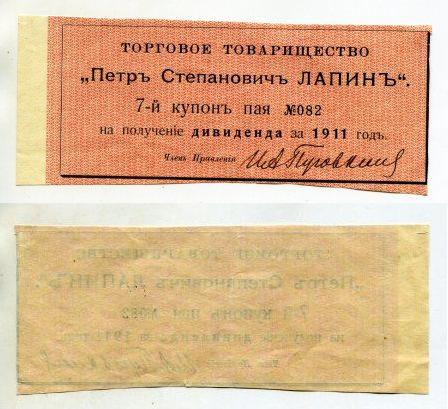 ТОРГОВОЕ ТОВАРИЩЕСТВО
„Петръ Степановичъ ЛАПИНЪ“.
7-й купонъ пая №082
на полученіе дивиденда за 1911 годъ.
Членъ Правленія